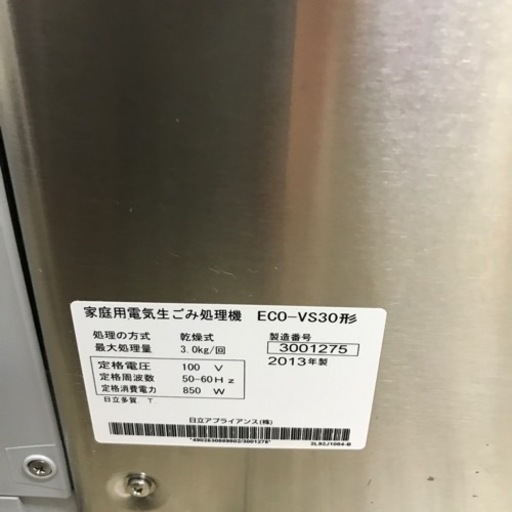 家庭用電気生ごみ処理機 ECO-VS30形
処理の方式 乾燥式
最大処理量 3.0kg/回
製造番号
3001275
2013年製
定格電圧 100 V
定格周波数 50-60Hz
定格消費電力 850 W
日立多賀 T.
日立アプライアンス(株)